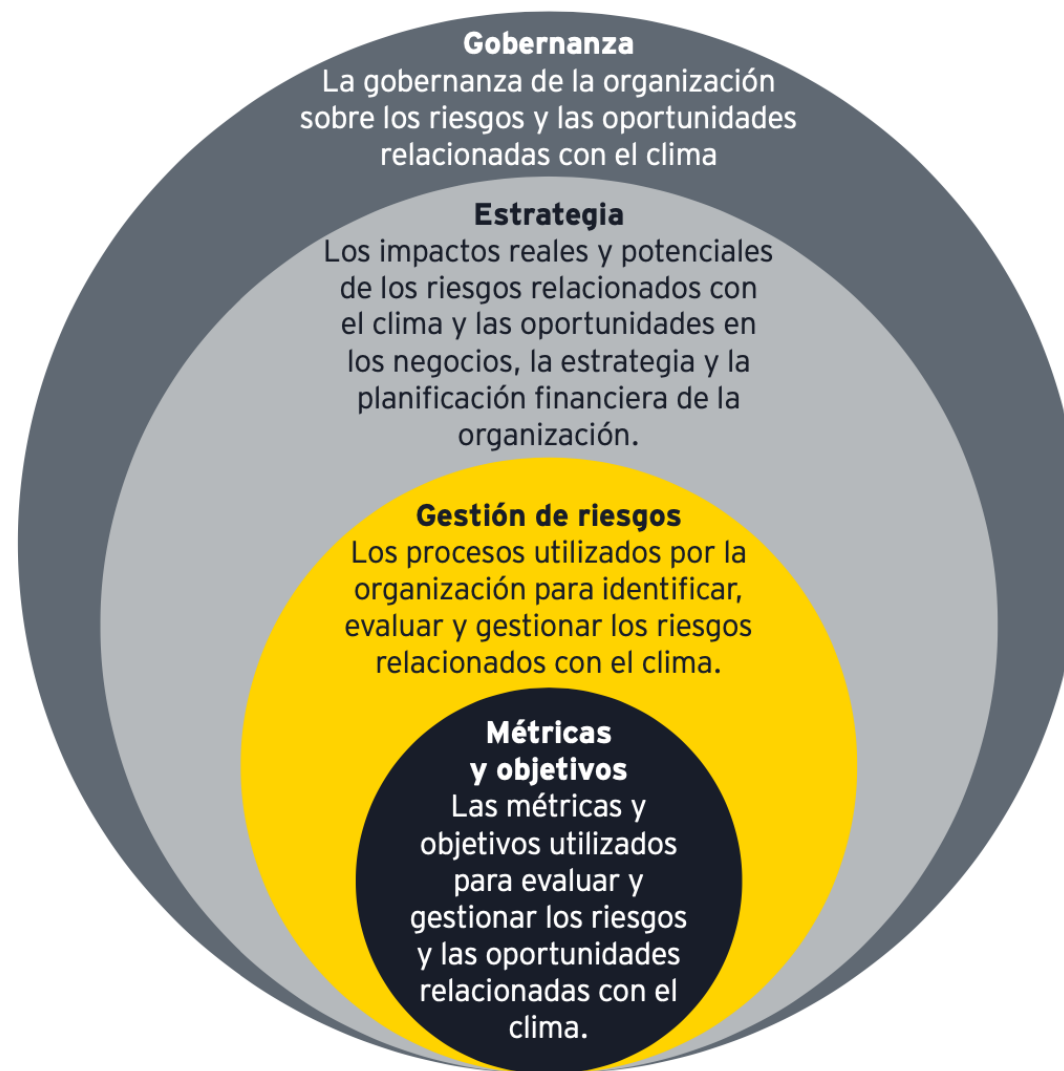 Gobernanza
La gobernanza de la organización
sobre los riesgos y las oportunidades
relacionadas con el clima
Estrategia
Los impactos reales y potenciales
de los riesgos relacionados con
el clima y las oportunidades en
los negocios, la estrategia y la
planificación financiera de la
organización.
Gestión de riesgos
Los procesos utilizados por la
organización para identificar,
evaluar y gestionar los riesgos
relacionados con el clima.
Métricas
y objetivos
Las métricas y
objetivos utilizados
para evaluar y
gestionar los riesgos
y las oportunidades
relacionadas con el
clima.